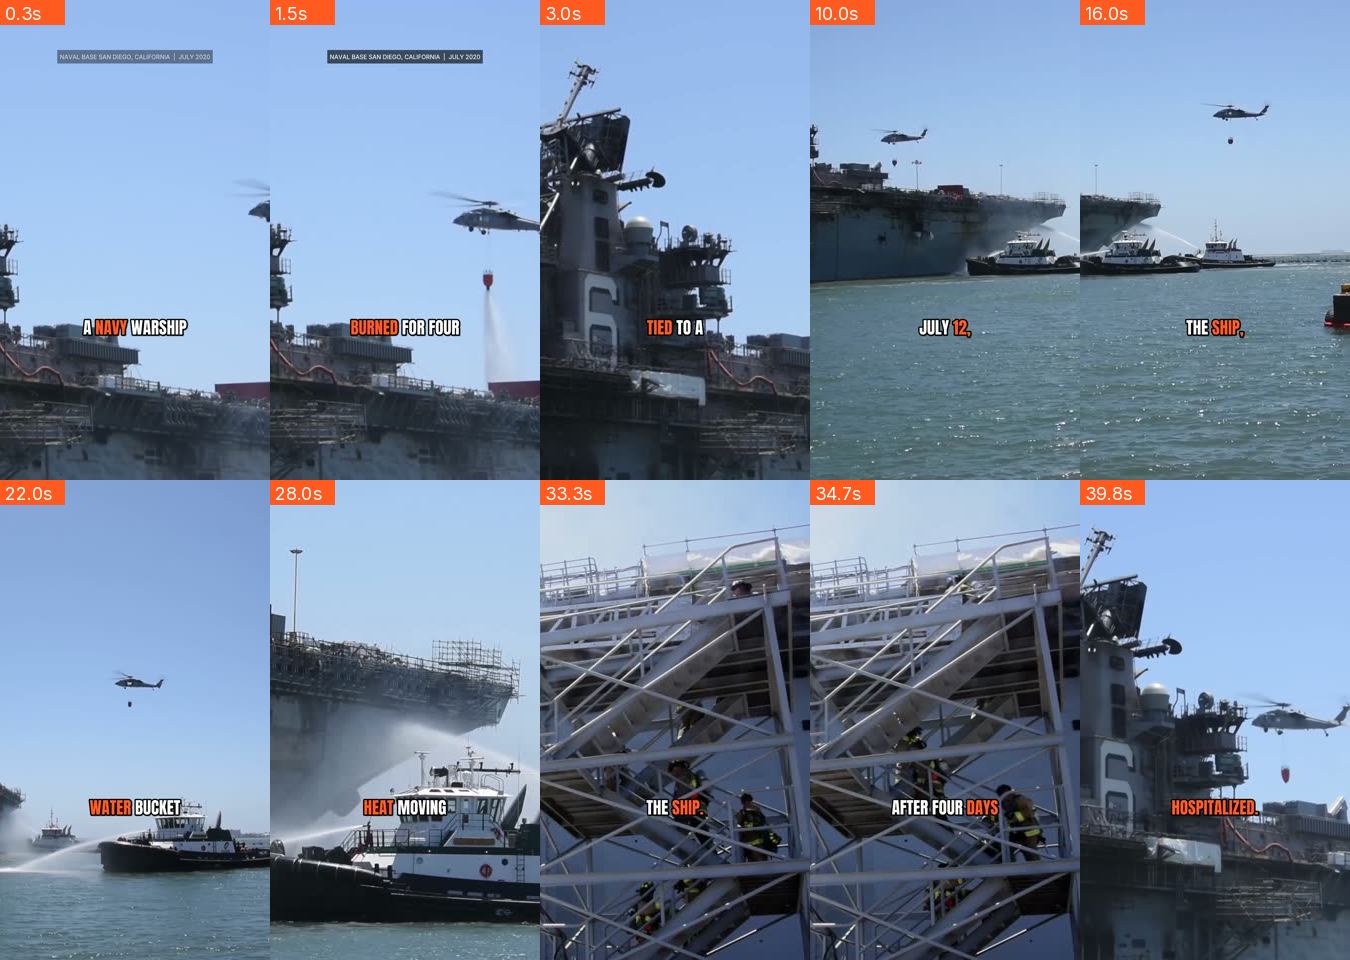 0.3s
NAVAL BASE SAN DIEGO, CALIFORNIA | JULY 2020
A NAVY WARSHIP
1.5s
NAVAL BASE SAN DIEGO, CALIFORNIA | JULY 2020
BURNED FOR FOUR
3.0s
6
TIED TO A
10.0s
JULY 12,
16.0s
THE SHIP,
22.0s
WATER BUCKET
28.0s
HEAT MOVING
33.3s
THE SHIP.
34.7s
AFTER FOUR DAYS
39.8s
6
HOSPITALIZED.